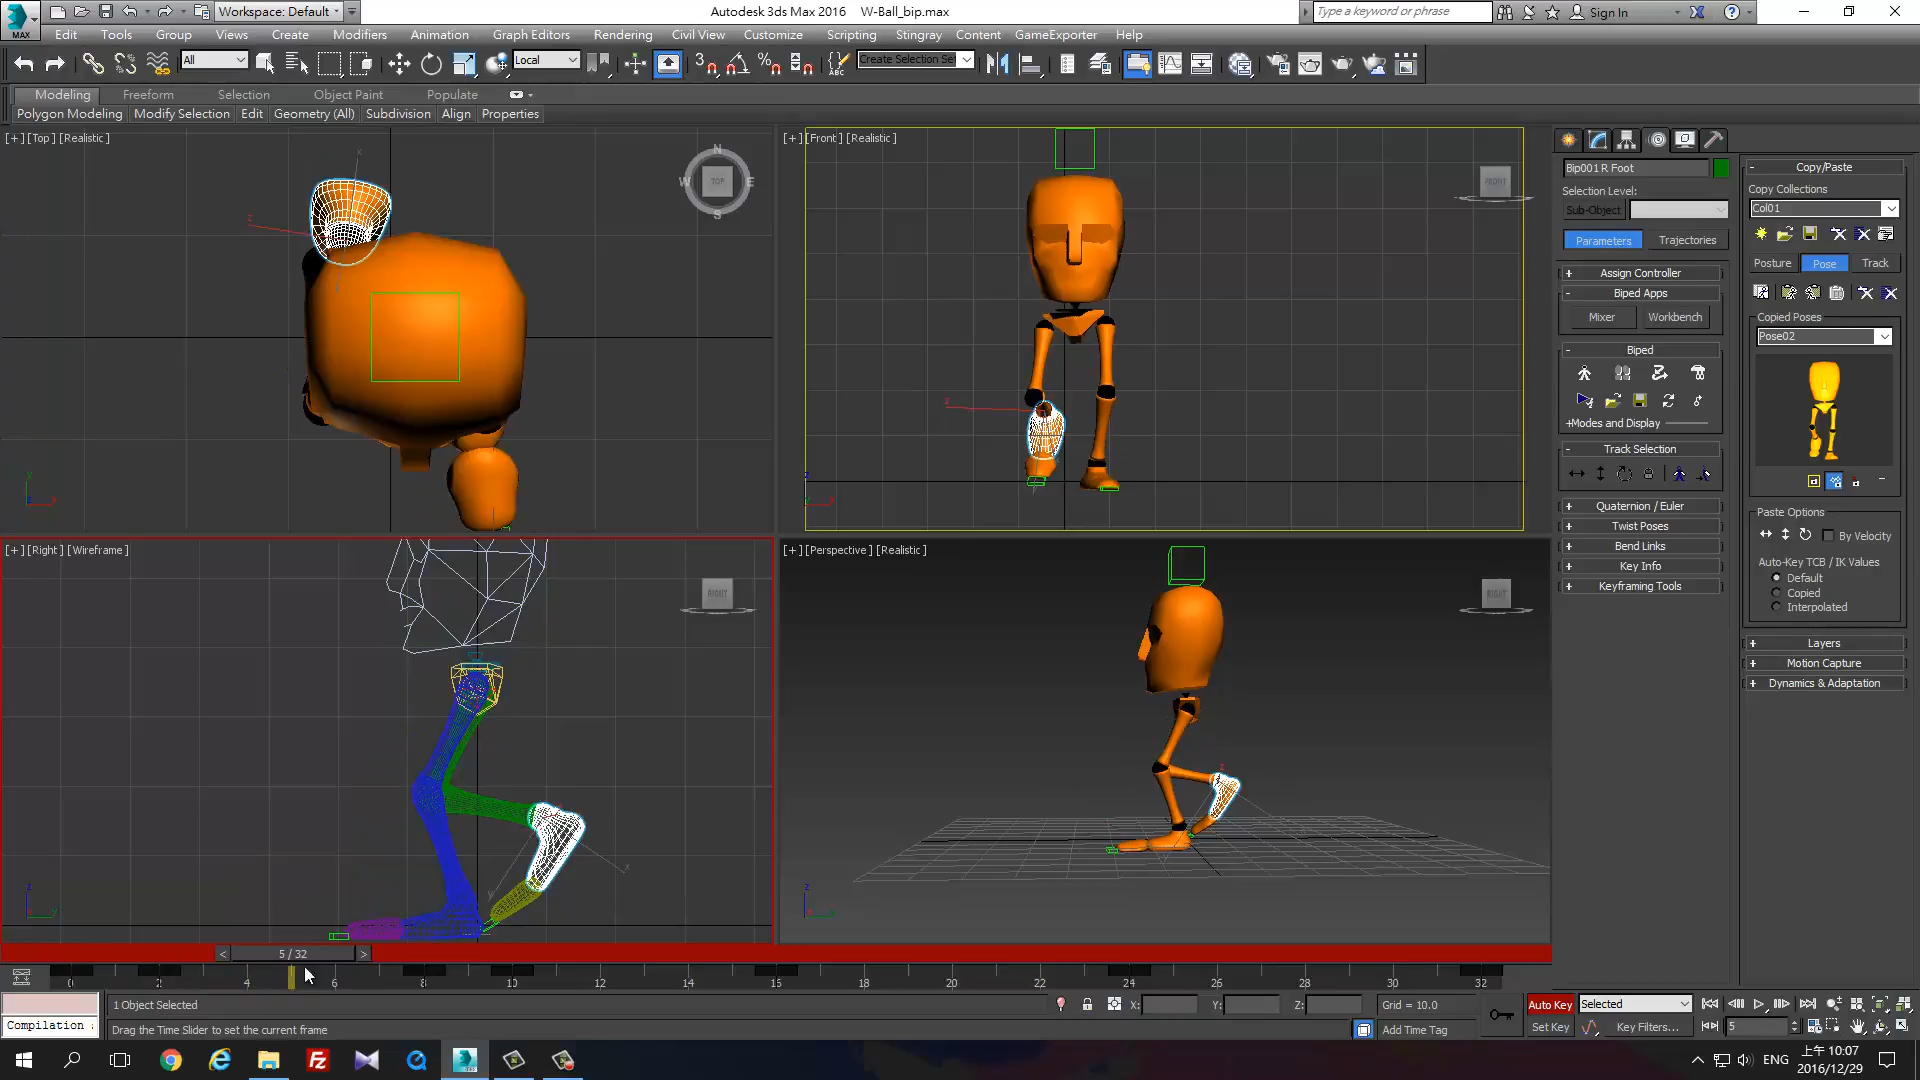 MAX
Workspace: Default
Autodesk 3ds Max 2016
W-Ball_bip.max
Type a keyword or phrase
Sign In
Edit
Tools
Group
Views
Create
Modifiers
Animation
Graph Editors
Rendering
Civil View
Customize
Scripting
Stingray
Content
GameExporter
Help
All
Local
3
ABC
Create Selection Se
Modeling
Freeform
Selection
Object Paint
Populate
Polygon Modeling
Modify Selection
Edit
Geometry (All)
Subdivision
Align
Properties
[+] [Top] [Realistic]
N
W
TOP
E
S
x
z
y
x
[+] [Front] [Realistic]
FRONT
z
z
[+] [Right] [Wireframe]
RIGHT
x
y
z
y
[+] [Perspective] [Realistic]
RIGHT
z
z
Bip001 R Foot
Selection Level:
Sub-Object
Parameters
Trajectories
+ Assign Controller
- Biped Apps
Mixer
Workbench
- Biped
+Modes and Display
- Track Selection
+ Quaternion / Euler
+ Twist Poses
+ Bend Links
+ Key Info
+ Keyframing Tools
- Copy/Paste
Copy Collections
Col01
Posture
Pose
Track
Copied Poses
Pose02
Paste Options
By Velocity
Auto-Key TCB / IK Values
Default
Copied
Interpolated
+ Layers
+ Motion Capture
+ Dynamics & Adaptation
< 5 / 32 >
0 2 4 6 8 10 12 14 16 18 20 22 24 26 28 30 32
1 Object Selected
X:
Y:
Z:
Grid = 10.0
Auto Key
Selected
Compilation
Drag the Time Slider to set the current frame
Add Time Tag
Set Key
Key Filters...
5
ENG
上午 10:07
2016/12/29